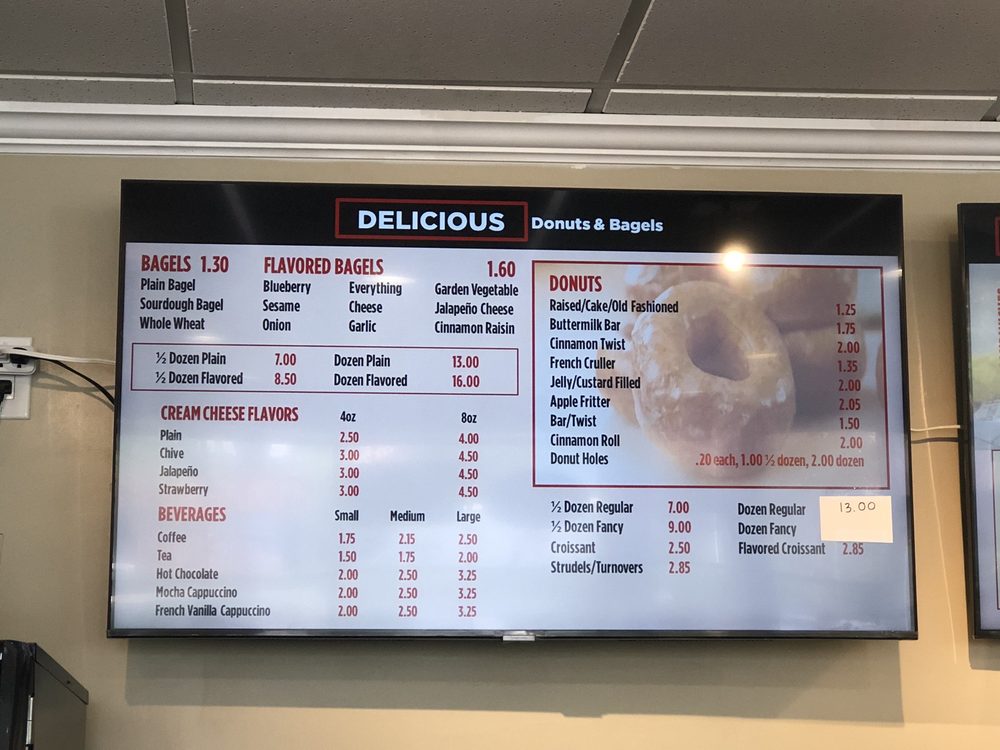 DELICIOUS Donuts & Bagels
BAGELS 1.30
Plain Bagel
Sourdough Bagel
Whole Wheat
FLAVORED BAGELS 1.60
Blueberry Everything Garden Vegetable
Sesame Cheese Jalapeño Cheese
Onion Garlic Cinnamon Raisin
½ Dozen Plain 7.00 Dozen Plain 13.00
½ Dozen Flavored 8.50 Dozen Flavored 16.00
CREAM CHEESE FLAVORS 4oz 8oz
Plain 2.50 4.00
Chive 3.00 4.50
Jalapeño 3.00 4.50
Strawberry 3.00 4.50
BEVERAGES Small Medium Large
Coffee 1.75 2.15 2.50
Tea 1.50 1.75 2.00
Hot Chocolate 2.00 2.50 3.25
Mocha Cappucino 2.00 2.50 3.25
French Vanilla Cappuccino 2.00 2.50 3.25
DONUTS
Raised/Cake/Old Fashioned 1.25
Buttermilk Bar 1.75
Cinnamon Twist 2.00
French Cruller 1.35
Jelly/Custard Filled 2.00
Apple Fritter 2.05
Bar/Twist 1.50
Cinnamon Roll 2.00
Donut Holes .20 each, 1.00 ½ dozen, 2.00 dozen
½ Dozen Regular 7.00 Dozen Regular 13.00
½ Dozen Fancy 9.00 Dozen Fancy
Croissant 2.50 Flavored Croissant 2.85
Strudels/Turnovers 2.85